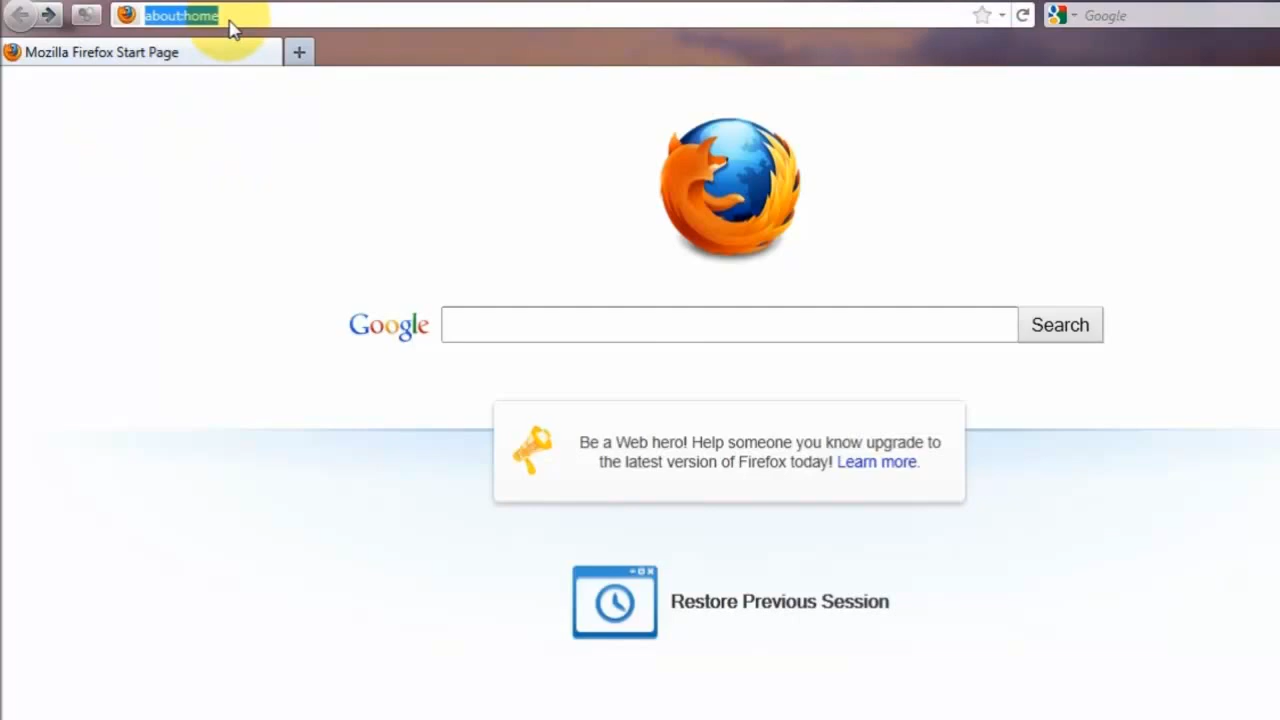 about:home
Google
Mozilla Firefox Start Page
+
Google
Search
Be a Web hero! Help someone you know upgrade to
the latest version of Firefox today! Learn more.
Restore Previous Session